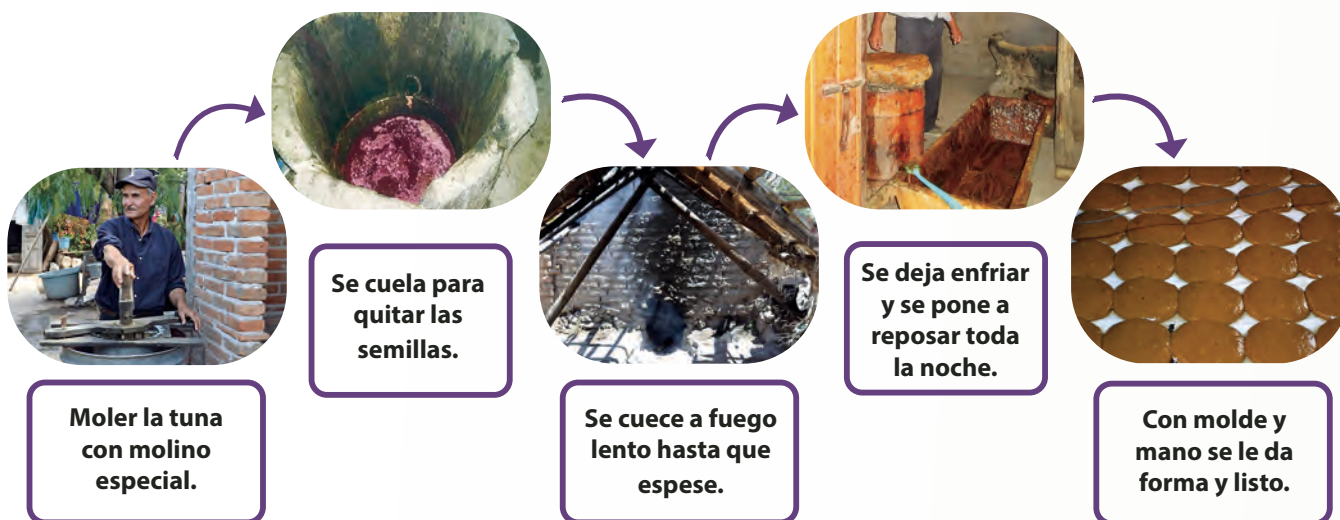 Moler la tuna
con molino
especial.
Se cuela para
quitar las
semillas.
Se cuece a fuego
lento hasta que
espese.
Se deja enfriar
y se pone a
reposar toda
la noche.
Con molde y
mano se le da
forma y listo.